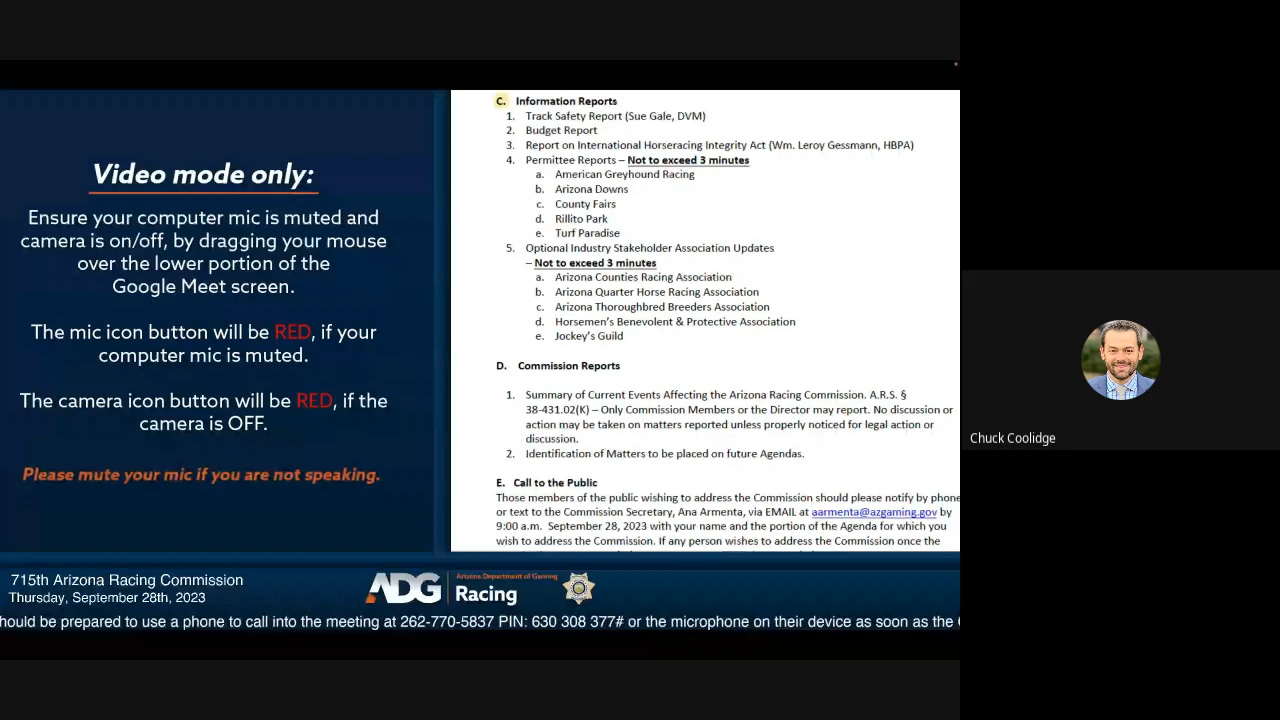 Video mode only:
Ensure your computer mic is muted and
camera is on/off, by dragging your mouse
over the lower portion of the
Google Meet screen.
The mic icon button will be RED, if your
computer mic is muted.
The camera icon button will be RED, if the
camera is OFF.
Please mute your mic if you are not speaking.
C. Information Reports
1. Track Safety Report (Sue Gale, DVM)
2. Budget Report
3. Report on International Horseracing Integrity Act (Wm. Leroy Gessmann, HBPA)
4. Permittee Reports – Not to exceed 3 minutes
a. American Greyhound Racing
b. Arizona Downs
c. County Fairs
d. Rillito Park
e. Turf Paradise
5. Optional Industry Stakeholder Association Updates
– Not to exceed 3 minutes
a. Arizona Counties Racing Association
b. Arizona Quarter Horse Racing Association
c. Arizona Thoroughbred Breeders Association
d. Horsemen's Benevolent & Protective Association
e. Jockey's Guild
D. Commission Reports
1. Summary of Current Events Affecting the Arizona Racing Commission. A.R.S. §
38-431.02(K) – Only Commission Members or the Director may report. No discussion or
action may be taken on matters reported unless properly noticed for legal action or
discussion.
2. Identification of Matters to be placed on future Agendas.
E. Call to the Public
Those members of the public wishing to address the Commission should please notify by phone
or text to the Commission Secretary, Ana Armenta, via EMAIL at aarmenta@azgaming.gov by
9:00 a.m. September 28, 2023 with your name and the portion of the Agenda for which you
wish to address the Commission. If any person wishes to address the Commission once the
Chuck Coolidge
715th Arizona Racing Commission
Thursday, September 28th, 2023
ADG
Arizona Department of Gaming
Racing
hould be prepared to use a phone to call into the meeting at 262-770-5837 PIN: 630 308 377# or the microphone on their device as soon as the